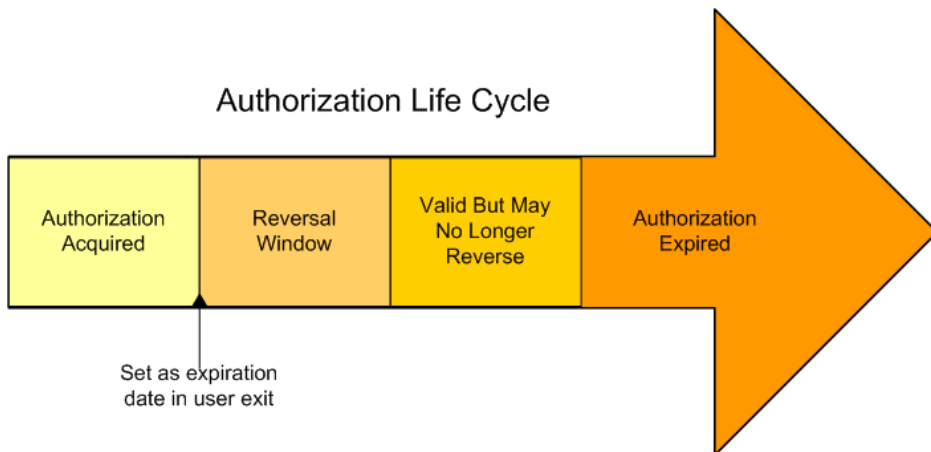 Authorization Life Cycle
Authorization
Acquired
Reversal
Window
Valid But May
No Longer
Reverse
Authorization
Expired
Set as expiration
date in user exit